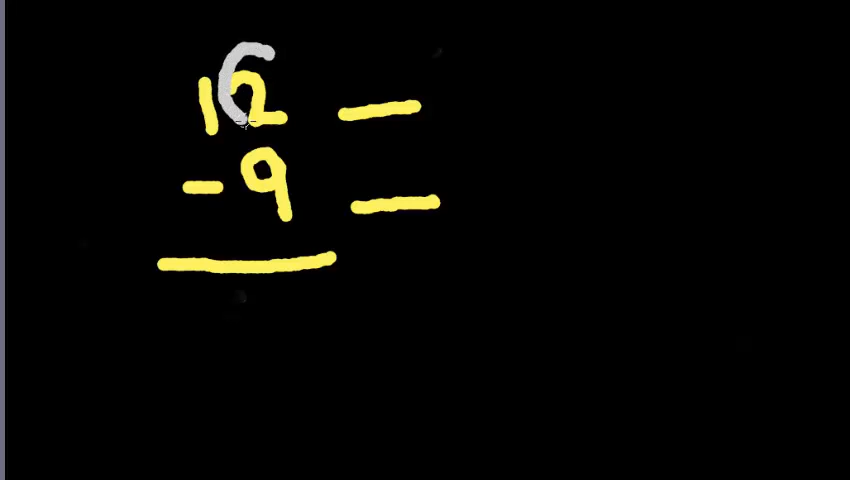 12 —
- 9 —